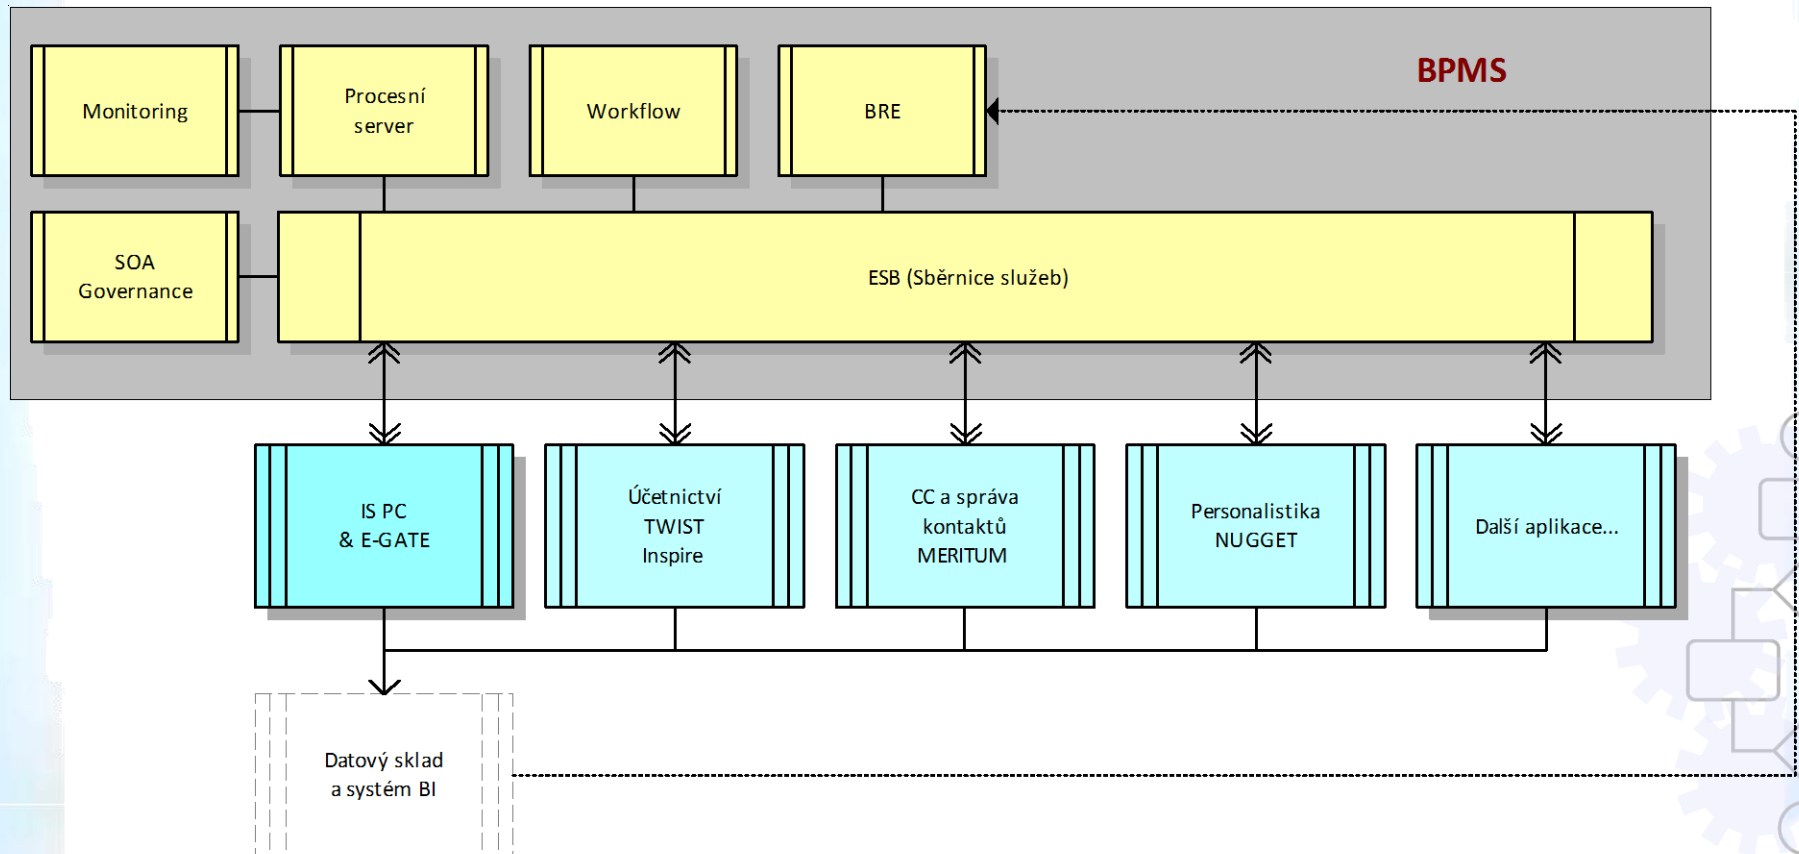 BPMS
Monitoring
Procesní
server
Workflow
BRE
SOA
Governance
ESB (Sběrnice služeb)
IS PC
& E-GATE
Účetnictví
TWIST
Inspire
CC a správa
kontaktů
MERITUM
Personalistika
NUGGET
Další aplikace...
Datový sklad
a systém BI